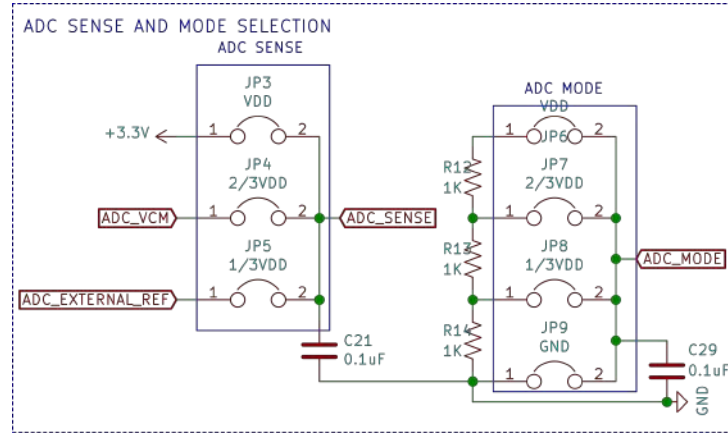 ADC SENSE AND MODE SELECTION
ADC SENSE
JP3
VDD
+3.3V
1
2
JP4
2/3VDD
ADC_VCM
1
2
ADC_SENSE
JP5
1/3VDD
ADC_EXTERNAL_REF
1
2
C21
0.1uF
ADC MODE
VDD
JP6
1
2
R12
1K
JP7
2/3VDD
1
2
R13
1K
JP8
1/3VDD
1
2
ADC_MODE
R14
1K
JP9
GND
1
2
C29
0.1uF
GND